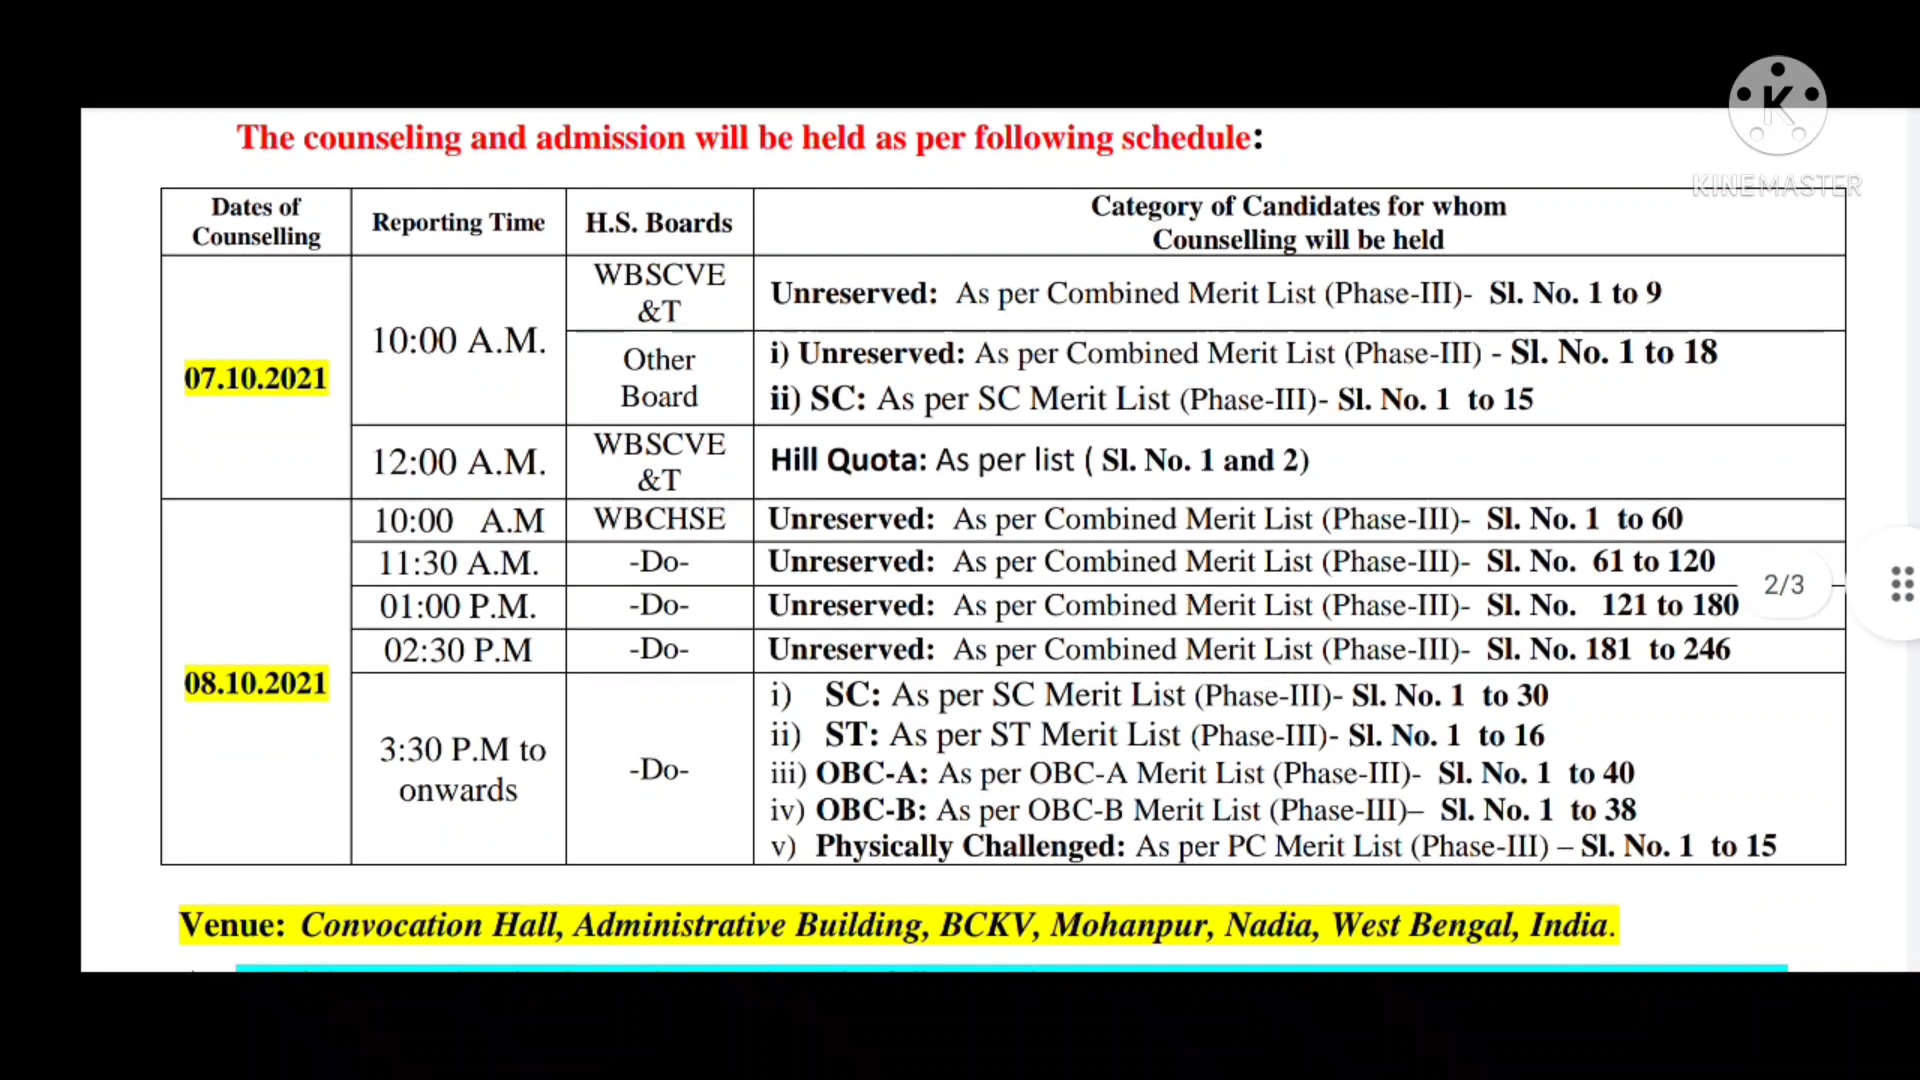 K
KINEMASTER
The counseling and admission will be held as per following schedule:
Dates of
Counselling
Reporting Time
H.S. Boards
Category of Candidates for whom
Counselling will be held
07.10.2021
10:00 A.M.
WBSCVE
&T
Unreserved: As per Combined Merit List (Phase-III)- Sl. No. 1 to 9
Other
Board
i) Unreserved: As per Combined Merit List (Phase-III) - Sl. No. 1 to 18
ii) SC: As per SC Merit List (Phase-III)- Sl. No. 1 to 15
12:00 A.M.
WBSCVE
&T
Hill Quota: As per list ( Sl. No. 1 and 2)
08.10.2021
10:00 A.M
WBCHSE
Unreserved: As per Combined Merit List (Phase-III)- Sl. No. 1 to 60
11:30 A.M.
-Do-
Unreserved: As per Combined Merit List (Phase-III)- Sl. No. 61 to 120
01:00 P.M.
-Do-
Unreserved: As per Combined Merit List (Phase-III)- Sl. No. 121 to 180
2/3
02:30 P.M
-Do-
Unreserved: As per Combined Merit List (Phase-III)- Sl. No. 181 to 246
3:30 P.M to
onwards
-Do-
i) SC: As per SC Merit List (Phase-III)- Sl. No. 1 to 30
ii) ST: As per ST Merit List (Phase-III)- Sl. No. 1 to 16
iii) OBC-A: As per OBC-A Merit List (Phase-III)- Sl. No. 1 to 40
iv) OBC-B: As per OBC-B Merit List (Phase-III)– Sl. No. 1 to 38
v) Physically Challenged: As per PC Merit List (Phase-III) – Sl. No. 1 to 15
Venue: Convocation Hall, Administrative Building, BCKV, Mohanpur, Nadia, West Bengal, India.